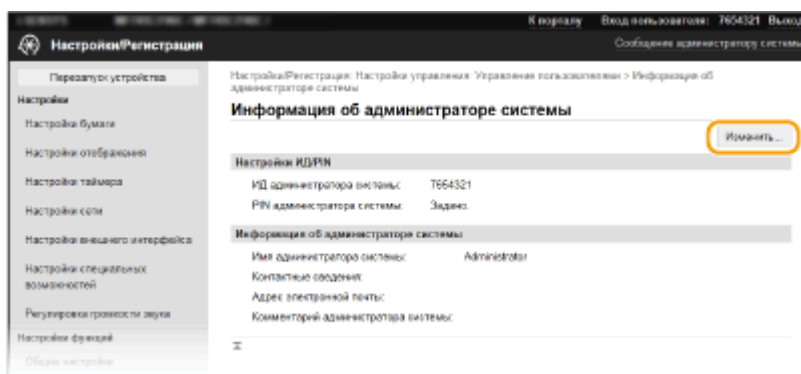 К порталу Вход пользователя: 7654321 Выход
Настройки/Регистрация
Сообщение администратору системы
Перезапуск устройства
Настройки
Настройки бумаги
Настройки отображения
Настройки таймера
Настройки сети
Настройки внешнего интерфейса
Настройки специальных
возможностей
Регулировка громкости звука
Настройки функций
Общие настройки
Настройки/Регистрация: Настройки управления: Управление пользователями > Информация об
администраторе системы
Информация об администраторе системы
Изменить...
Настройки ИД/PIN
ИД администратора системы: 7654321
PIN администратора системы: Задано.
Информация об администраторе системы
Имя администратора системы: Administrator
Контактные сведения:
Адрес электронной почты:
Комментарий администратора системы: